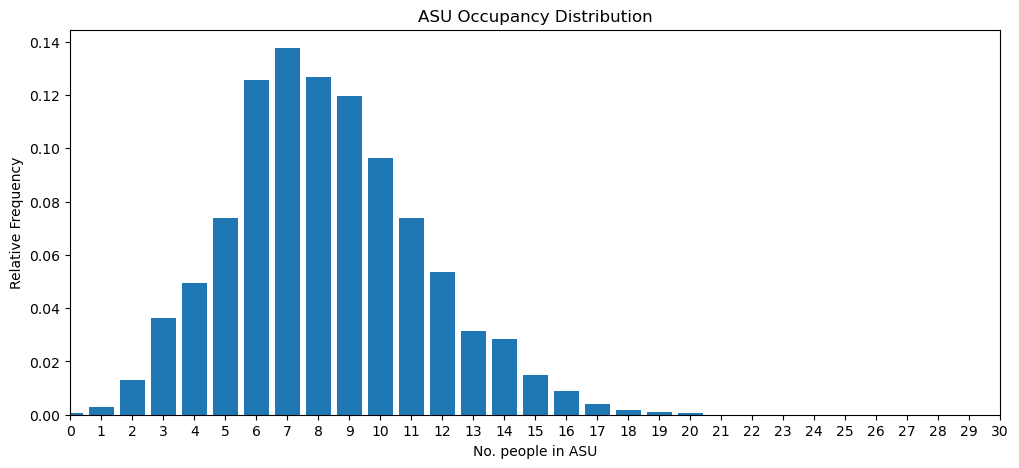 ASU Occupancy Distribution
Relative Frequency
0.14
0.12
0.10
0.08
0.06
0.04
0.02
0.00
0 1 2 3 4 5 6 7 8 9 10 11 12 13 14 15 16 17 18 19 20 21 22 23 24 25 26 27 28 29 30
No. people in ASU